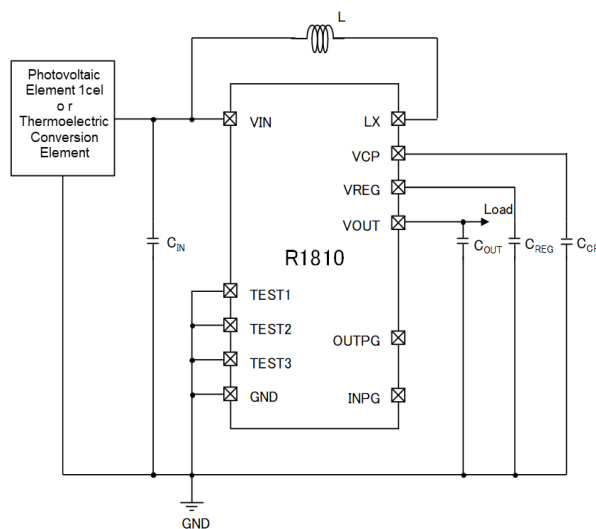 L
Photovoltaic
Element 1cel
o r
Thermoelectric
Conversion
Element
VIN
LX
VCP
VREG
VOUT
Load
CIN
R1810
COUT
CREG
CCP
TEST1
TEST2
OUTPG
TEST3
GND
INPG
GND